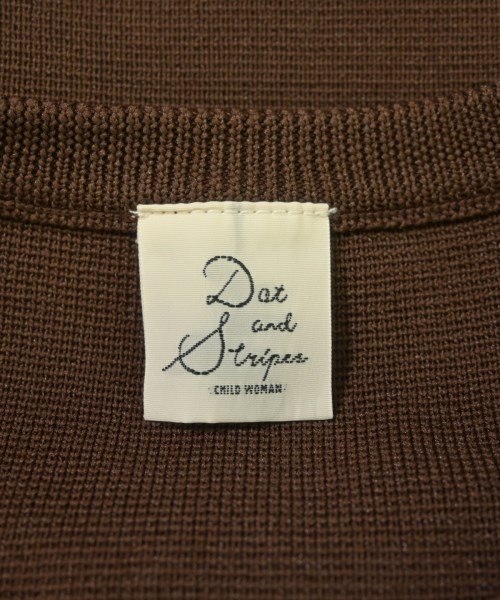 Dot
and
Stripes
CHILD WOMAN